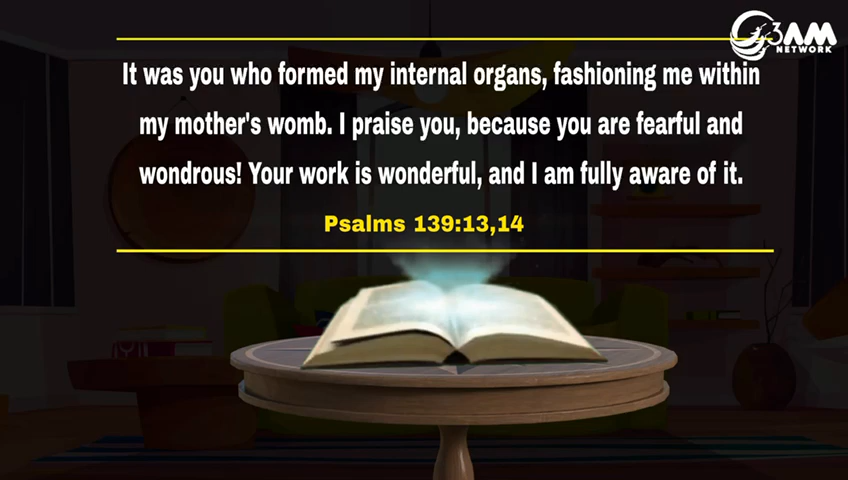 3AM
NETWORK
It was you who formed my internal organs, fashioning me within
my mother's womb. I praise you, because you are fearful and
wondrous! Your work is wonderful, and I am fully aware of it.
Psalms 139:13,14